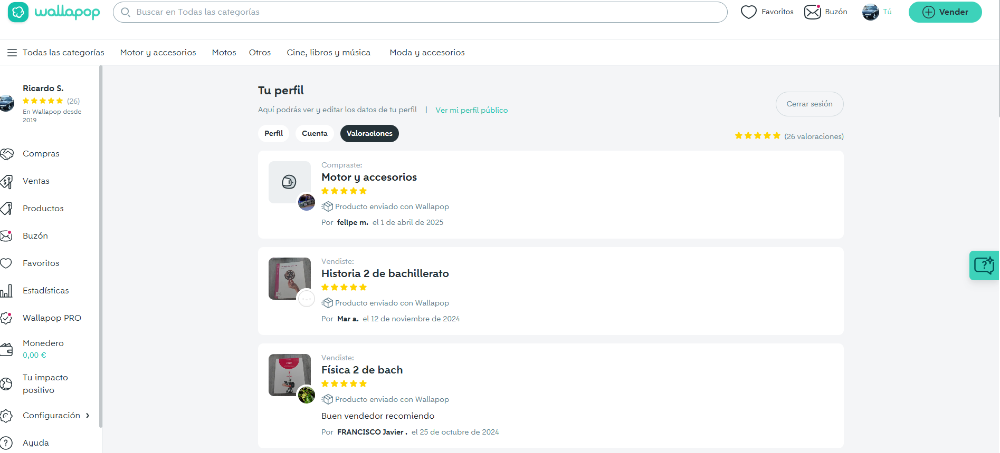 wallapop
Buscar en Todas las categorías
Favoritos
Buzón
Tú
Vender
Todas las categorías
Motor y accesorios
Motos
Otros
Cine, libros y música
Moda y accesorios
Ricardo S.
(26)
En Wallapop desde
2019
Compras
Ventas
Productos
Buzón
Favoritos
Estadísticas
Wallapop PRO
Monedero
0,00 €
Tu impacto
positivo
Configuración
Ayuda
Tu perfil
Aquí podrás ver y editar los datos de tu perfil | Ver mi perfil público
Cerrar sesión
Perfil
Cuenta
Valoraciones
(26 valoraciones)
Compraste:
Motor y accesorios
Producto enviado con Wallapop
Por felipe m. el 1 de abril de 2025
Vendiste:
Historia 2 de bachillerato
Producto enviado con Wallapop
Por Mar a. el 12 de noviembre de 2024
Vendiste:
Física 2 de bach
Producto enviado con Wallapop
Buen vendedor recomiendo
Por FRANCISCO Javier . el 25 de octubre de 2024